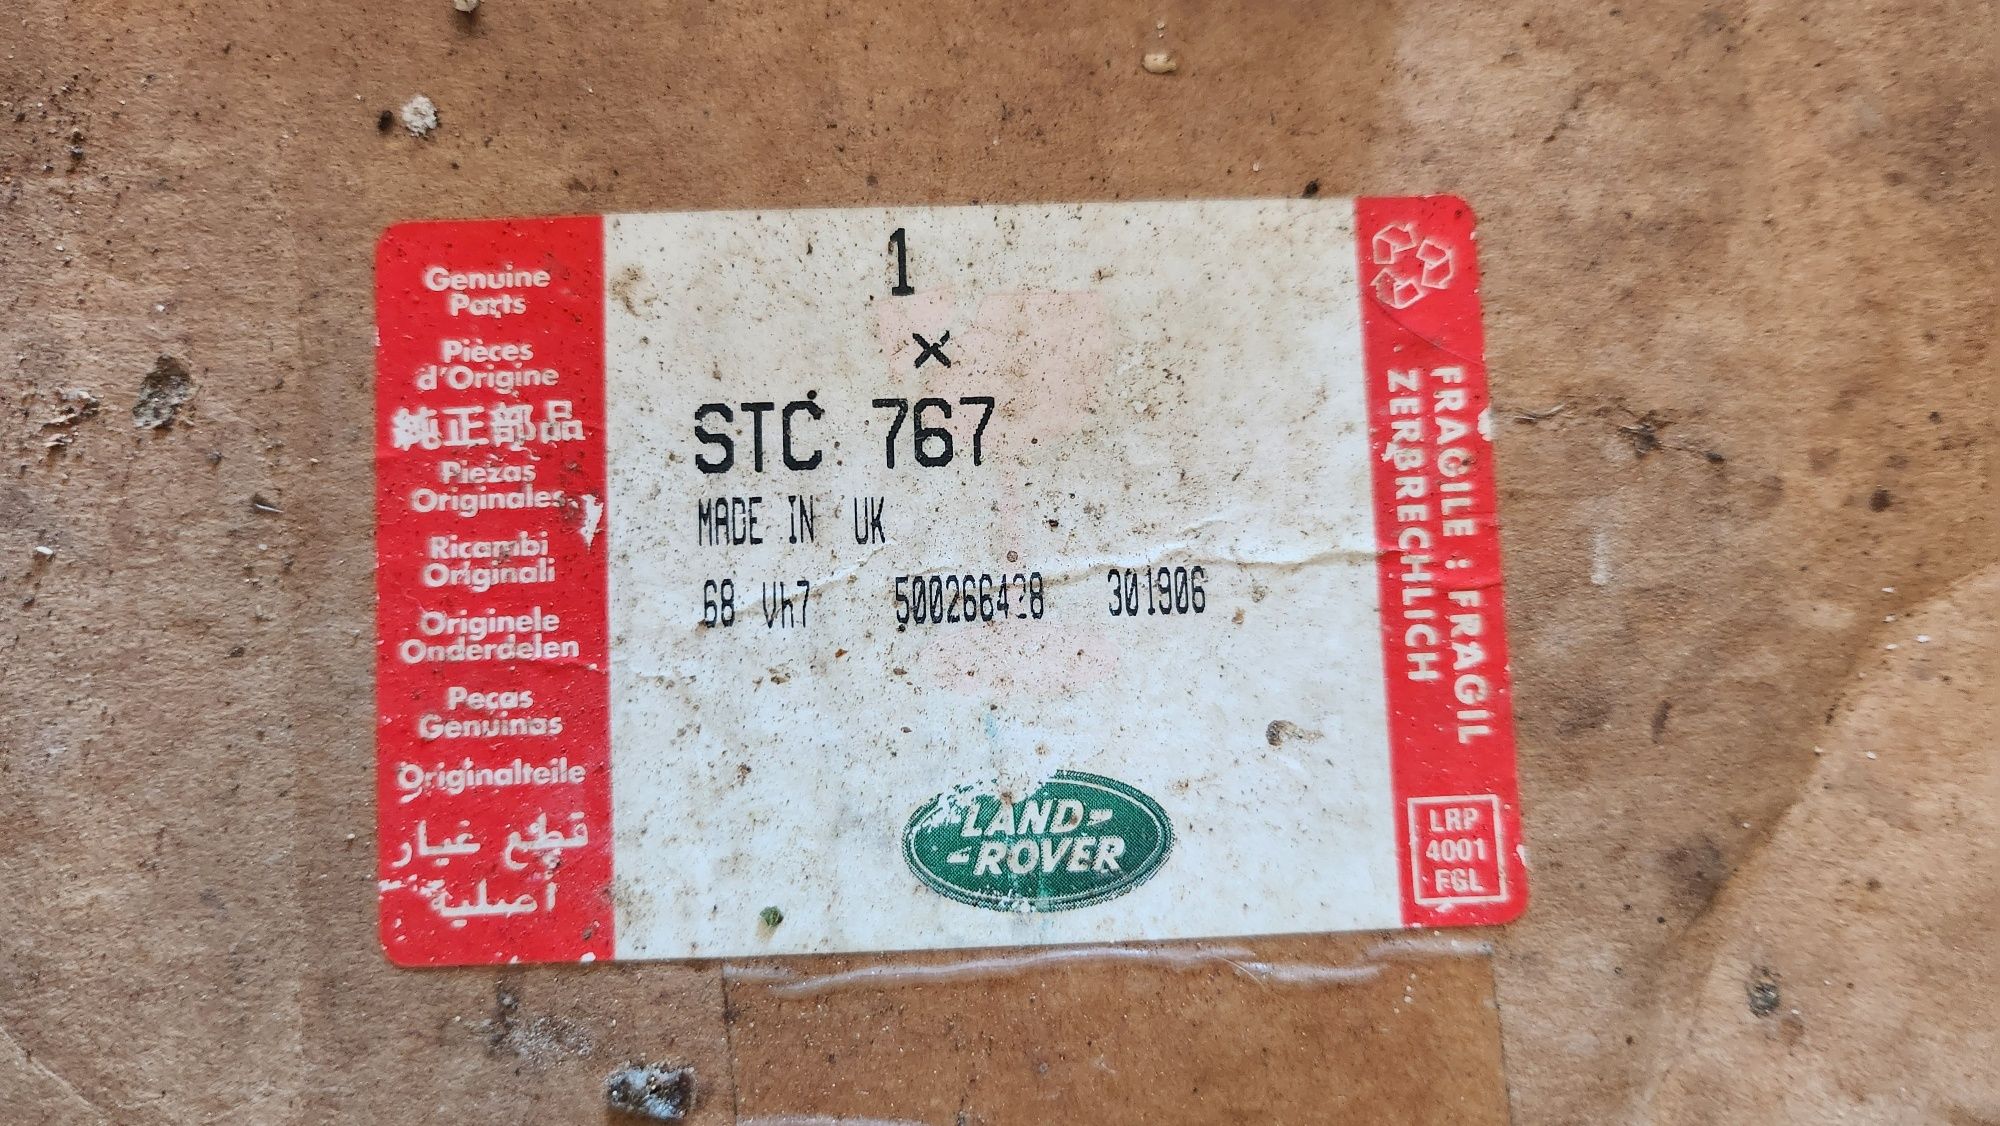 Genuine
Parts
Pièces
d'Origine
純正部品
Piezas
Originales
Ricambi
Originali
Originele
Onderdelen
Peças
Genuinas
Originalteile
قطع غيار
أصلية
1
x
STC 767
MADE IN UK
68 Vh7 301906
LAND-
-ROVER
FRAGILE : FRAGIL
ZERBRECHLICH
LRP
4001
FGL